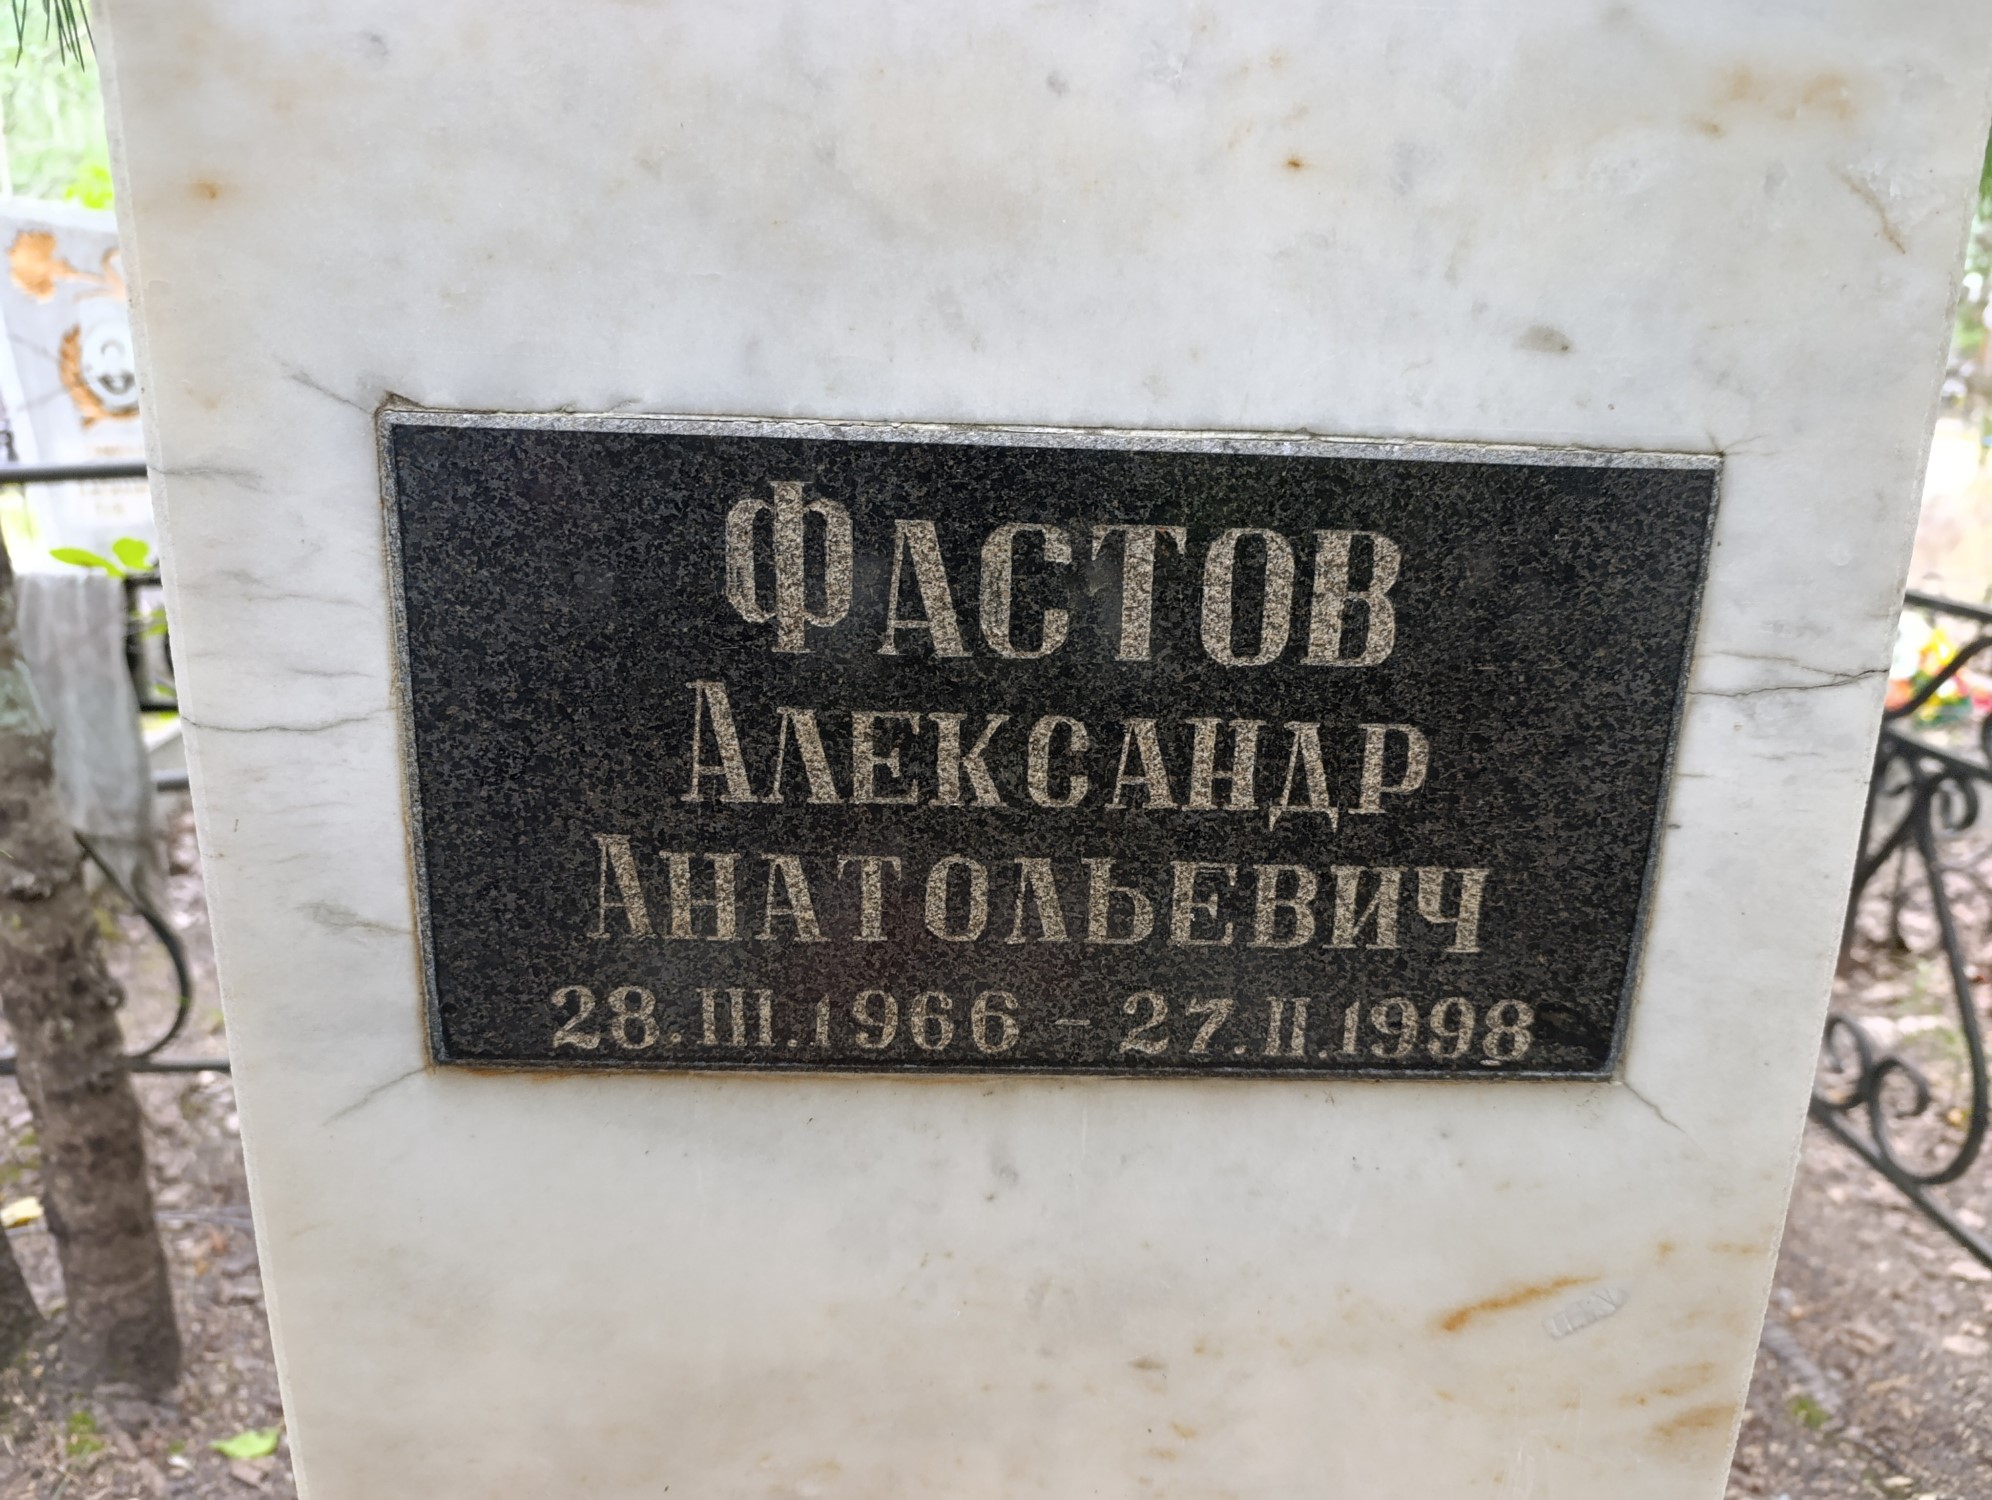 ФАСТОВ
АЛЕКСАНДР
АНАТОЛЬЕВИЧ
28.III.1966 - 27.II.1998